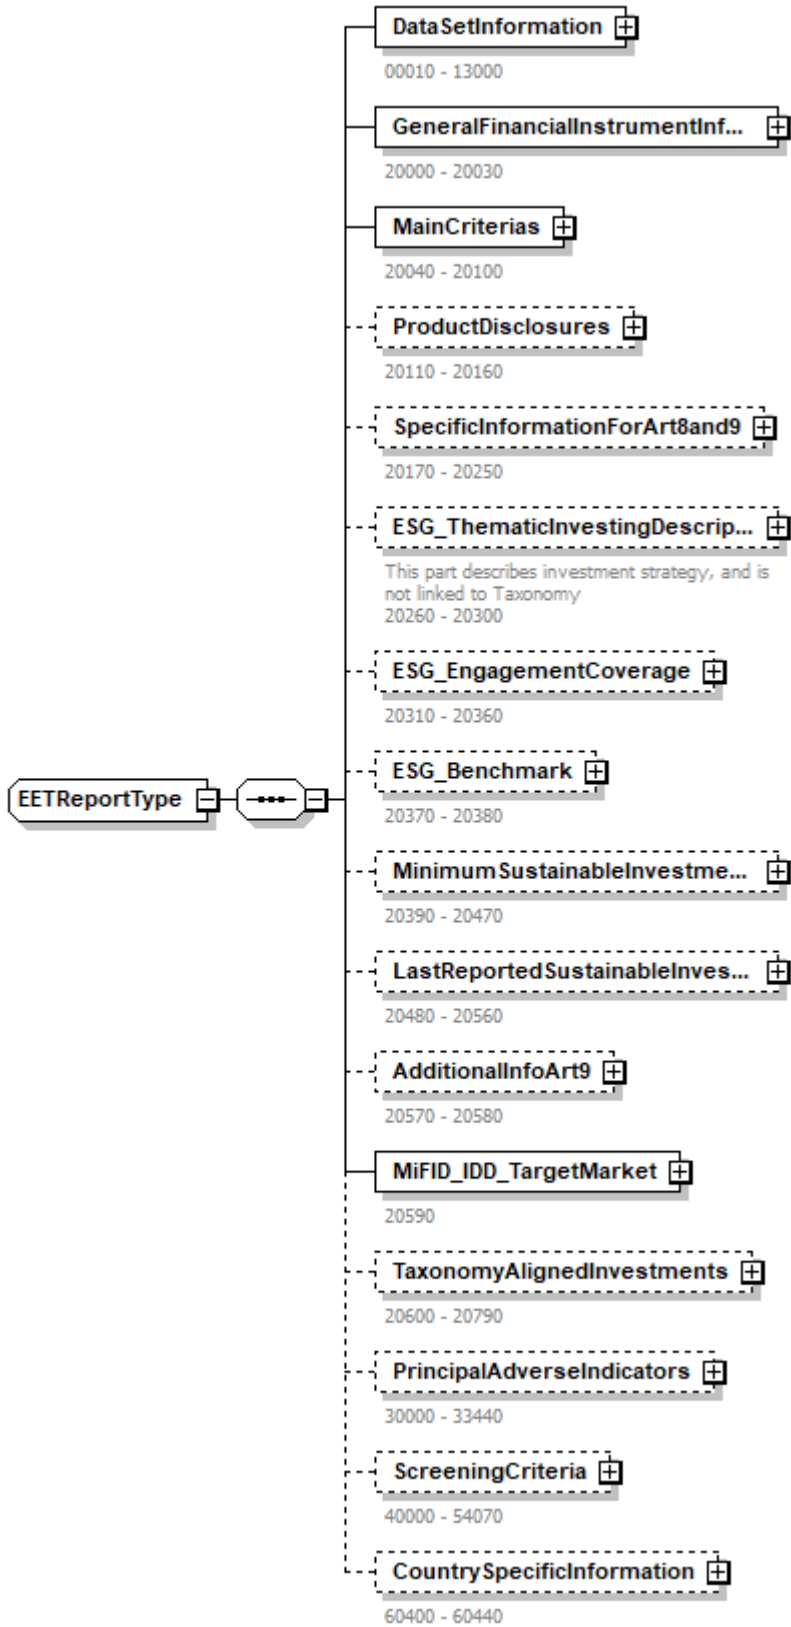 DataSetInformation
00010 - 13000
GeneralFinancialInstrumentInf...
20000 - 20030
MainCriterias
20040 - 20100
ProductDisclosures
20110 - 20160
SpecificInformationForArt8and9
20170 - 20250
ESG_ThematicInvestingDescrip...
This part describes investment strategy, and is
not linked to Taxonomy
20260 - 20300
ESG_EngagementCoverage
20310 - 20360
ESG_Benchmark
EETReportType
20370 - 20380
MinimumSustainableInvestme...
20390 - 20470
LastReportedSustainableInves...
20480 - 20560
AdditionalInfoArt9
20570 - 20580
MiFID_IDD_TargetMarket
20590
TaxonomyAlignedInvestments
20600 - 20790
PrincipalAdverseIndicators
30000 - 33440
ScreeningCriteria
40000 - 54070
CountrySpecificInformation
60400 - 60440